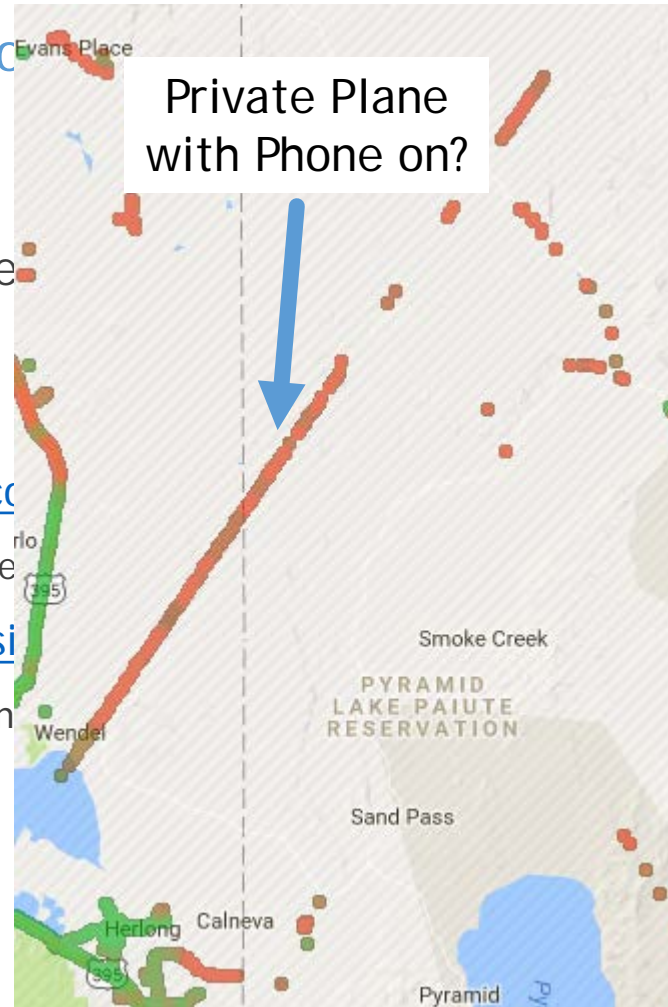 Evans Place
Private Plane
with Phone on?
395
Smoke Creek
PYRAMID
LAKE PAIUTE
RESERVATION
Wendel
Sand Pass
Herlong
Calneva
395
Pyramid